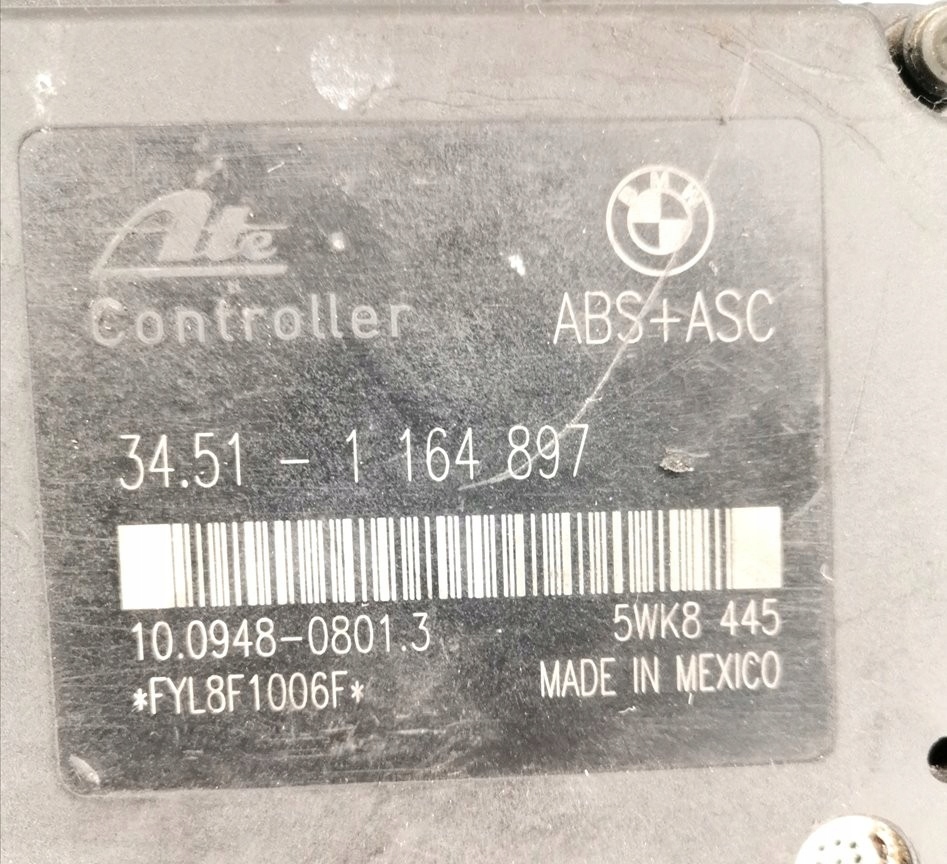 Ate
BMW
Controller
ABS+ASC
34.51 - 1 164 897
10.0948-0801.3
5WK8 445
*FYL8F1006F*
MADE IN MEXICO